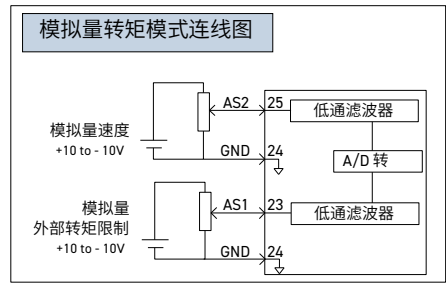 模拟量转矩模式连线图
AS2 25 低通滤波器
模拟量速度
+10 to - 10V
GND 24
A/D 转
AS1 23 低通滤波器
模拟量
外部转矩限制
+10 to - 10V
GND 24